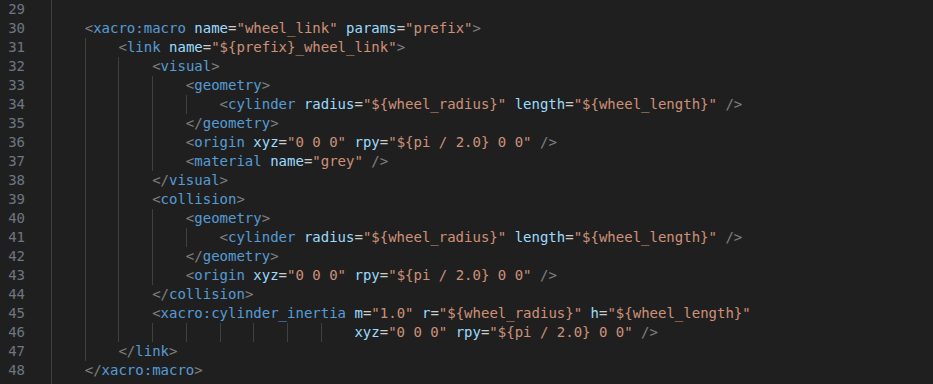 29
30 <xacro:macro name="wheel_link" params="prefix">
31 <link name="${prefix}_wheel_link">
32 <visual>
33 <geometry>
34 <cylinder radius="${wheel_radius}" length="${wheel_length}" />
35 </geometry>
36 <origin xyz="0 0 0" rpy="${pi / 2.0} 0 0" />
37 <material name="grey" />
38 </visual>
39 <collision>
40 <geometry>
41 <cylinder radius="${wheel_radius}" length="${wheel_length}" />
42 </geometry>
43 <origin xyz="0 0 0" rpy="${pi / 2.0} 0 0" />
44 </collision>
45 <xacro:cylinder_inertia m="1.0" r="${wheel_radius}" h="${wheel_length}"
46 xyz="0 0 0" rpy="${pi / 2.0} 0 0" />
47 </link>
48 </xacro:macro>